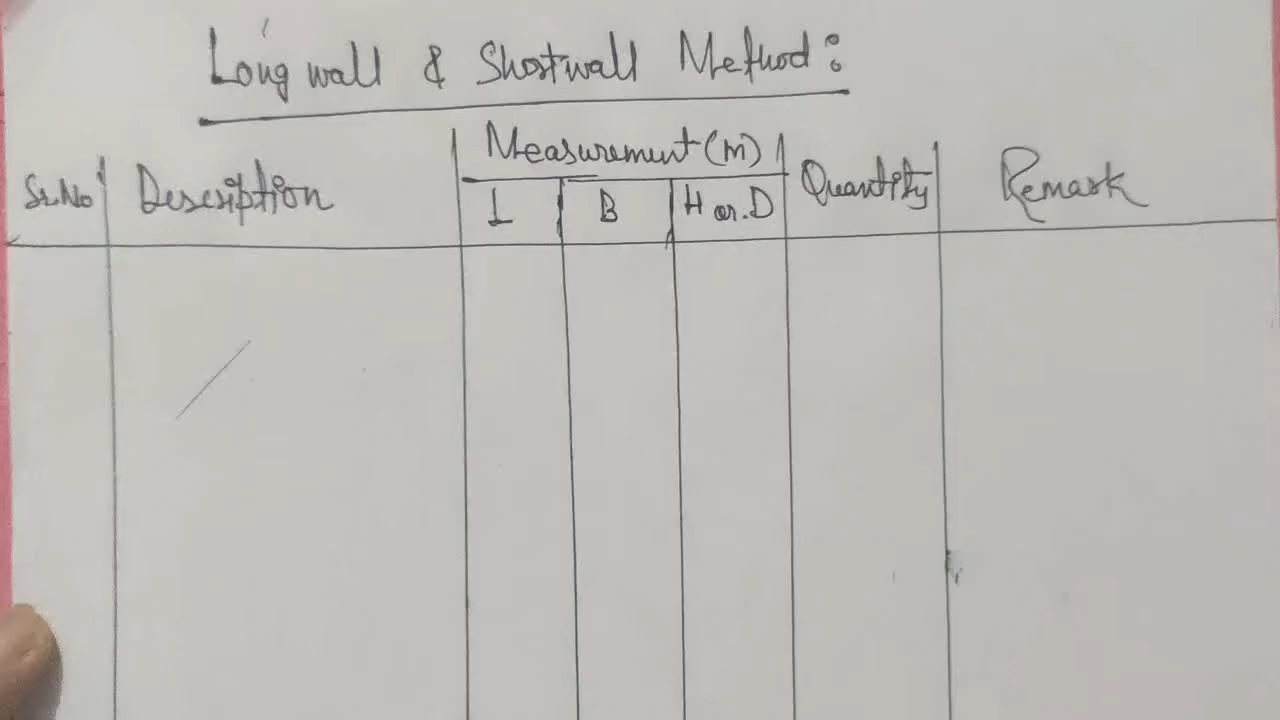 Long wall & Shortwall Method:
Measurement (m)
Sr.No Description Quantity Remark
L B H or. D